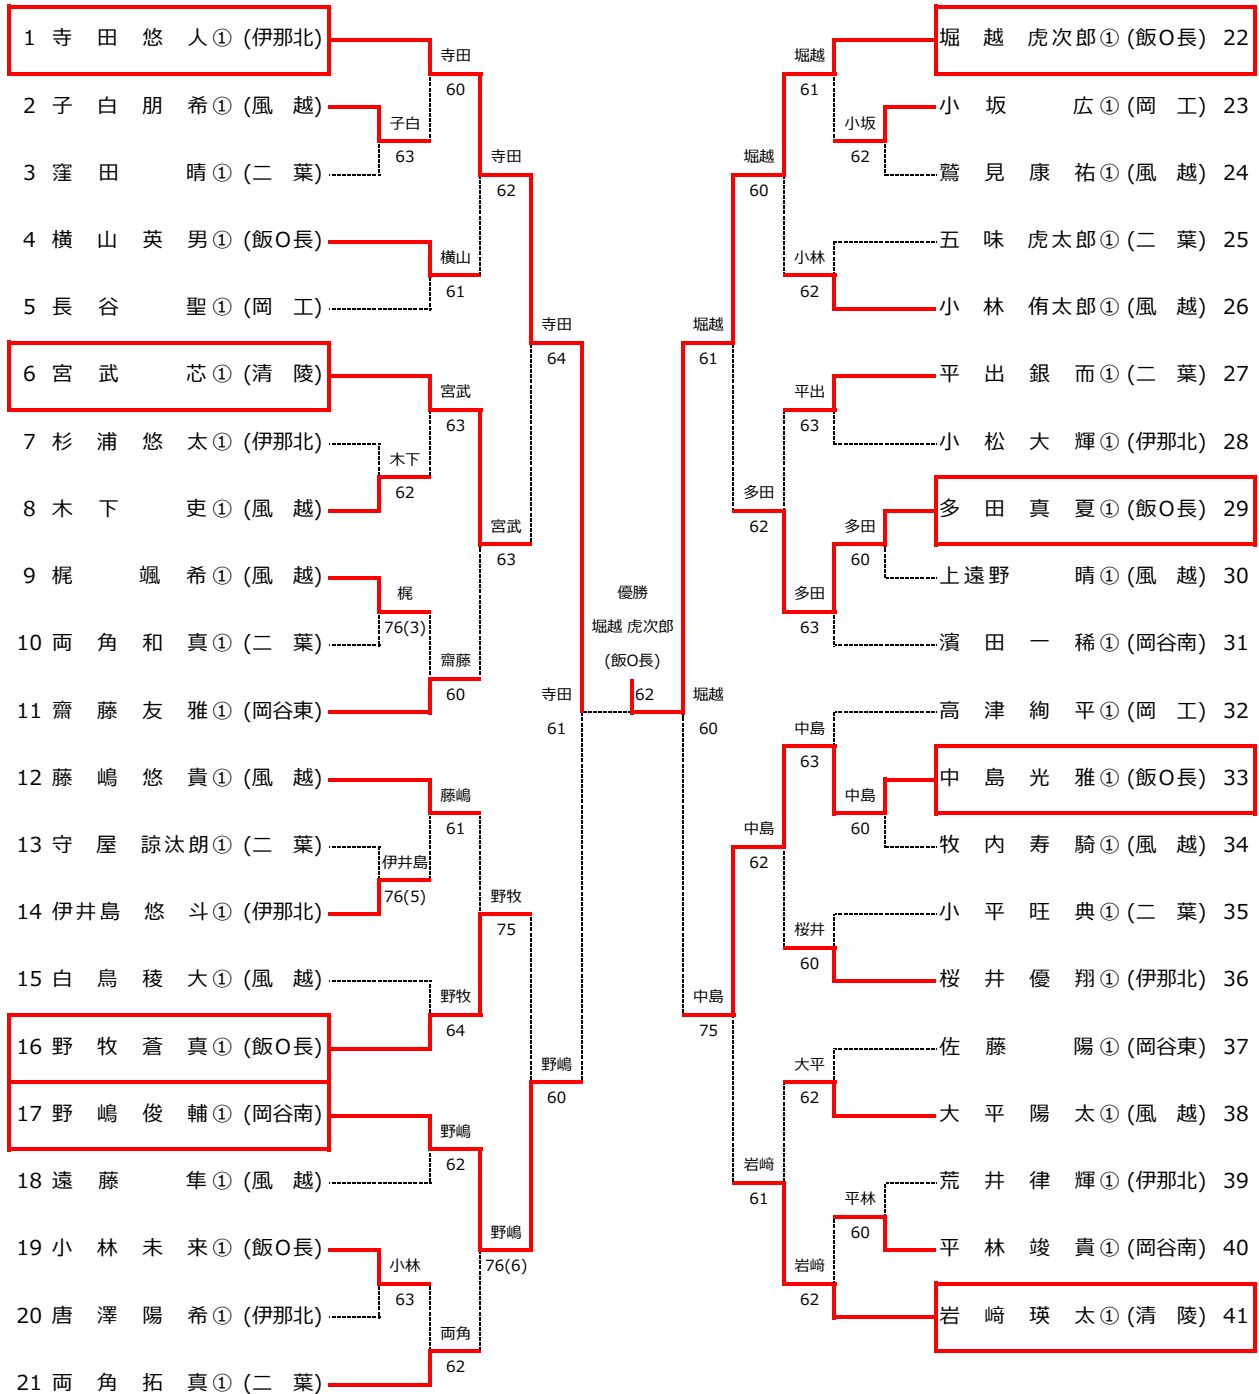 1 寺田悠人① (伊那北)
2 子白朋希① (風越)
3 窪田晴① (二葉)
4 横山英男① (飯O長)
5 長谷聖① (岡工)
6 宮武芯① (清陵)
7 杉浦悠太① (伊那北)
8 木下吏① (風越)
9 梶颯希① (風越)
10 両角和真① (二葉)
11 齋藤友雅① (岡谷東)
12 藤嶋悠貴① (風越)
13 守屋諒汰朗① (二葉)
14 伊井島悠斗① (伊那北)
15 白鳥稜大① (風越)
16 野牧蒼真① (飯O長)
17 野嶋俊輔① (岡谷南)
18 遠藤隼① (風越)
19 小林未来① (飯O長)
20 唐澤陽希① (伊那北)
21 両角拓真① (二葉)
子白
63
木下
62
梶
76(3)
伊井島
76(5)
小林
63
寺田
60
横山
61
宮武
63
齋藤
60
藤嶋
61
野牧
64
野嶋
62
両角
62
寺田
62
宮武
63
野牧
75
野嶋
76(6)
寺田
64
野嶋
60
寺田
61
優勝
堀越 虎次郎
(飯O長)
62
堀越
60
堀越
61
中島
75
堀越
60
多田
62
中島
62
岩﨑
61
堀越
61
小林
62
平出
63
多田
63
中島
63
桜井
60
大平
62
岩﨑
62
小坂
62
多田
60
中島
60
平林
60
堀越虎次郎① (飯O長) 22
小坂広① (岡工) 23
鷲見康祐① (風越) 24
五味虎太郎① (二葉) 25
小林侑太郎① (風越) 26
平出銀而① (二葉) 27
小松大輝① (伊那北) 28
多田真夏① (飯O長) 29
上遠野晴① (風越) 30
濱田一稀① (岡谷南) 31
高津絢平① (岡工) 32
中島光雅① (飯O長) 33
牧内寿騎① (風越) 34
小平旺典① (二葉) 35
桜井優翔① (伊那北) 36
佐藤陽① (岡谷東) 37
大平陽太① (風越) 38
荒井律輝① (伊那北) 39
平林竣貴① (岡谷南) 40
岩﨑瑛太① (清陵) 41